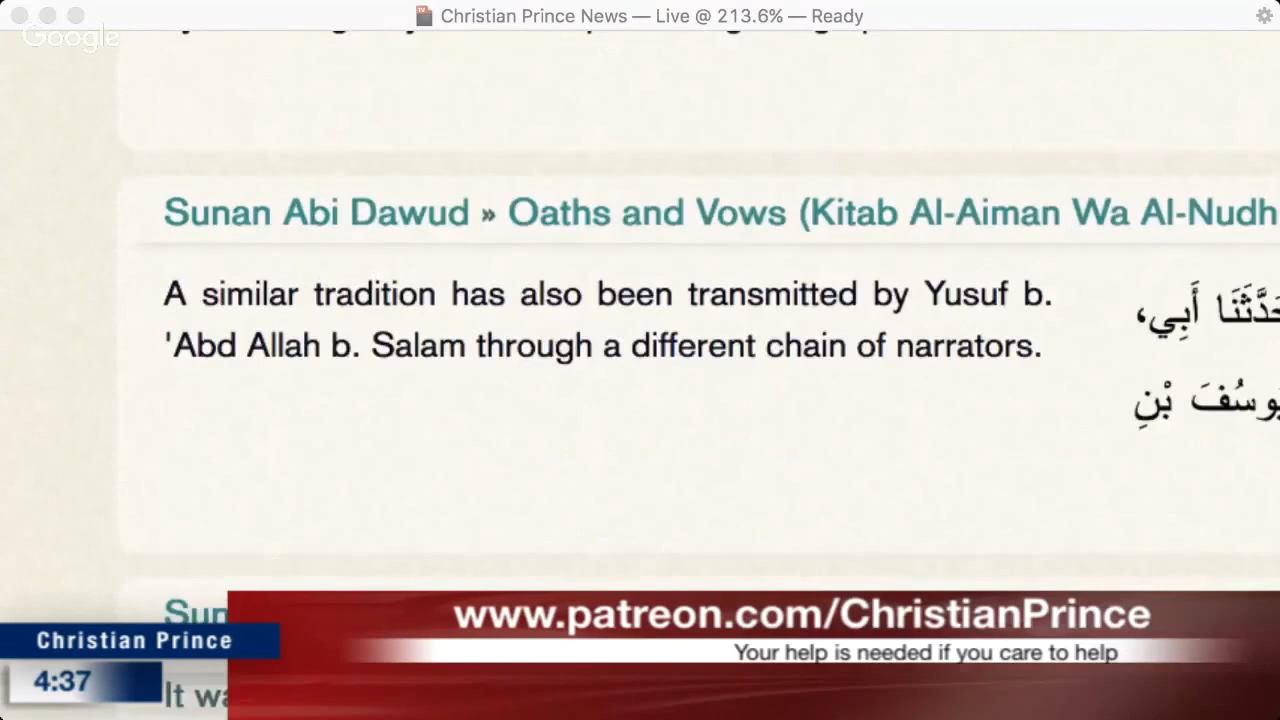 Christian Prince News — Live @ 213.6% — Ready
Google
Sunan Abi Dawud » Oaths and Vows (Kitab Al-Aiman Wa Al-Nudh
A similar tradition has also been transmitted by Yusuf b.
'Abd Allah b. Salam through a different chain of narrators.
حَدَّثَنَا أَبِي،
يُوسُفَ بْنِ
www.patreon.com/ChristianPrince
Your help is needed if you care to help
Christian Prince
4:37
It